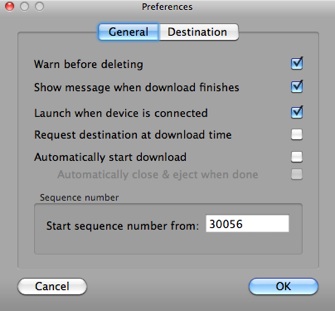 Preferences
General Destination
Warn before deleting
Show message when download finishes
Launch when device is connected
Request destination at download time
Automatically start download
Automatically close & eject when done
Sequence number
Start sequence number from: 30056
Cancel OK